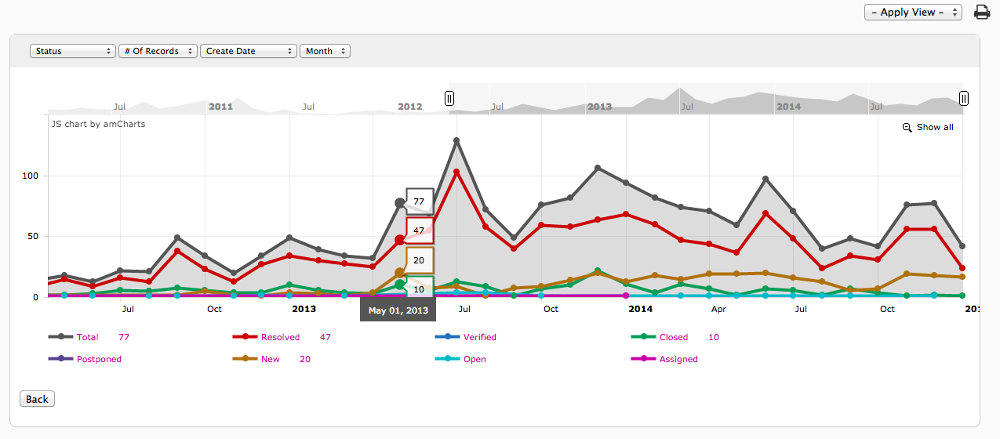 - Apply View -
Status # Of Records Create Date Month
Jul 2011 Jul 2012 Jul 2013 Jul 2014 Jul
JS chart by amCharts
Show all
100
77
50
47
20
10
0
Jul Oct 2013 Jul Oct 2014 Apr Jul Oct
May 01, 2013
Total 77 Resolved 47 Verified Closed 10
Postponed New 20 Open Assigned
Back